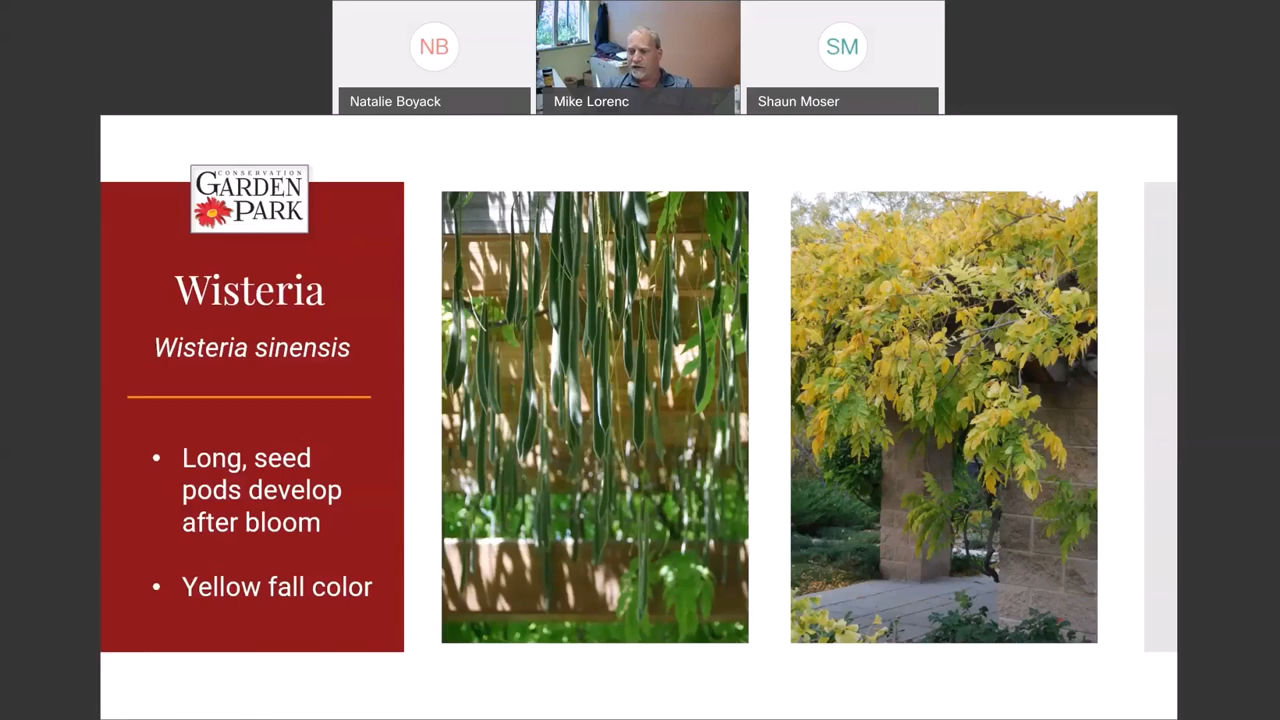 NB
SM
Natalie Boyack
Mike Lorenc
Shaun Moser
CONSERVATION
GARDEN
PARK
Wisteria
Wisteria sinensis
• Long, seed
pods develop
after bloom
• Yellow fall color